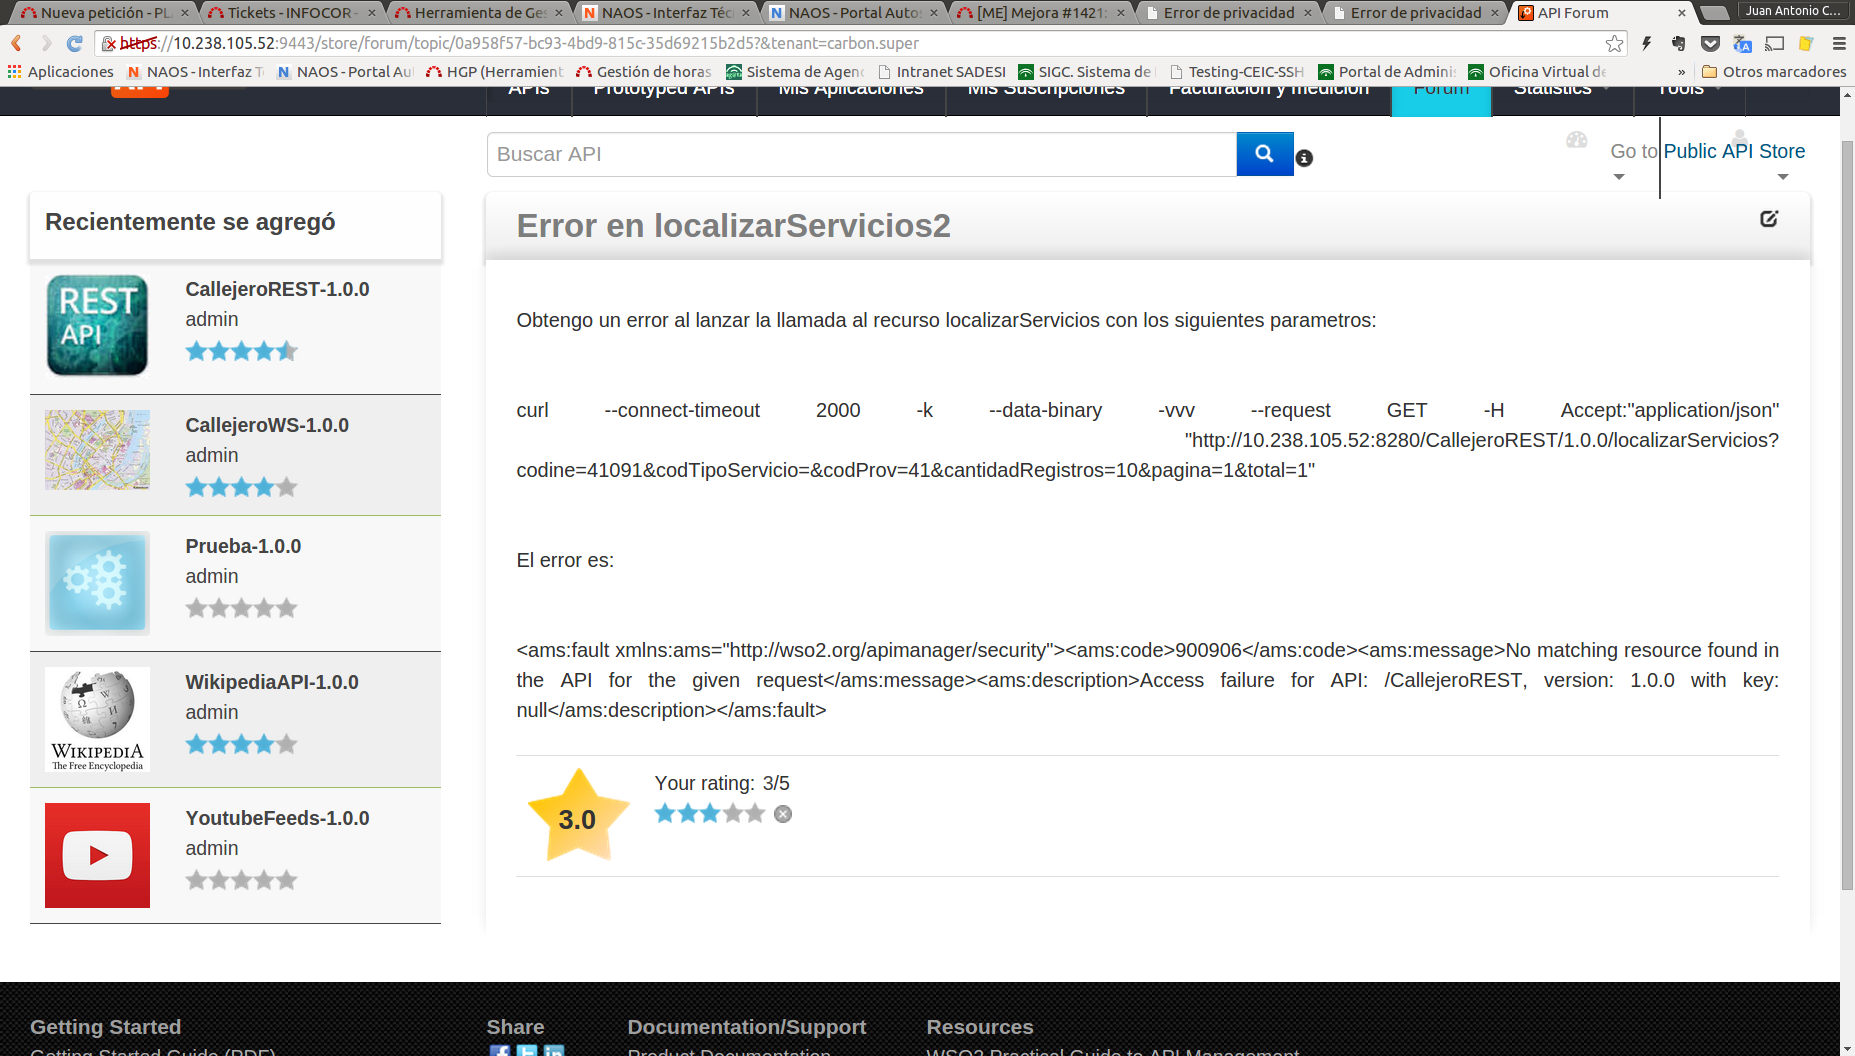 Nueva petición - PL
Tickets - INFOCOR -
Herramienta de Ges
NAOS - Interfaz Téc
NAOS - Portal Auto
[ME] Mejora #1421
Error de privacidad
Error de privacidad
API Forum
Juan Antonio C...
https://10.238.105.52:9443/store/forum/topic/0a958f57-bc93-4bd9-815c-35d69215b2d5?&tenant=carbon.super
Aplicaciones
NAOS - Interfaz T
NAOS - Portal Au
HGP (Herramient
Gestión de horas
Sistema de Agen
Intranet SADESI
SIGC. Sistema de
Testing-CEIC-SSH
Portal de Adminis
Oficina Virtual de
»
Otros marcadores
APIs
Prototyped APIs
Mis Aplicaciones
Mis Suscripciones
Facturación y medición
Forum
Statistics
Tools
Buscar API
Go to Public API Store
Recientemente se agregó
REST
API
CallejeroREST-1.0.0
admin
CallejeroWS-1.0.0
admin
Prueba-1.0.0
admin
WIKIPEDIA
The Free Encyclopedia
WikipediaAPI-1.0.0
admin
YoutubeFeeds-1.0.0
admin
Error en localizarServicios2
Obtengo un error al lanzar la llamada al recurso localizarServicios con los siguientes parametros:
curl --connect-timeout 2000 -k --data-binary -vvv --request GET -H Accept:"application/json"
"http://10.238.105.52:8280/CallejeroREST/1.0.0/localizarServicios?
codine=41091&codTipoServicio=&codProv=41&cantidadRegistros=10&pagina=1&total=1"
El error es:
<ams:fault xmlns:ams="http://wso2.org/apimanager/security"><ams:code>900906</ams:code><ams:message>No matching resource found in
the API for the given request</ams:message><ams:description>Access failure for API: /CallejeroREST, version: 1.0.0 with key:
null</ams:description></ams:fault>
3.0
Your rating: 3/5
Getting Started
Getting Started Guide (PDF)
Share
Documentation/Support
Product Documentation
Resources
WSO2 Practical Guide to API Management